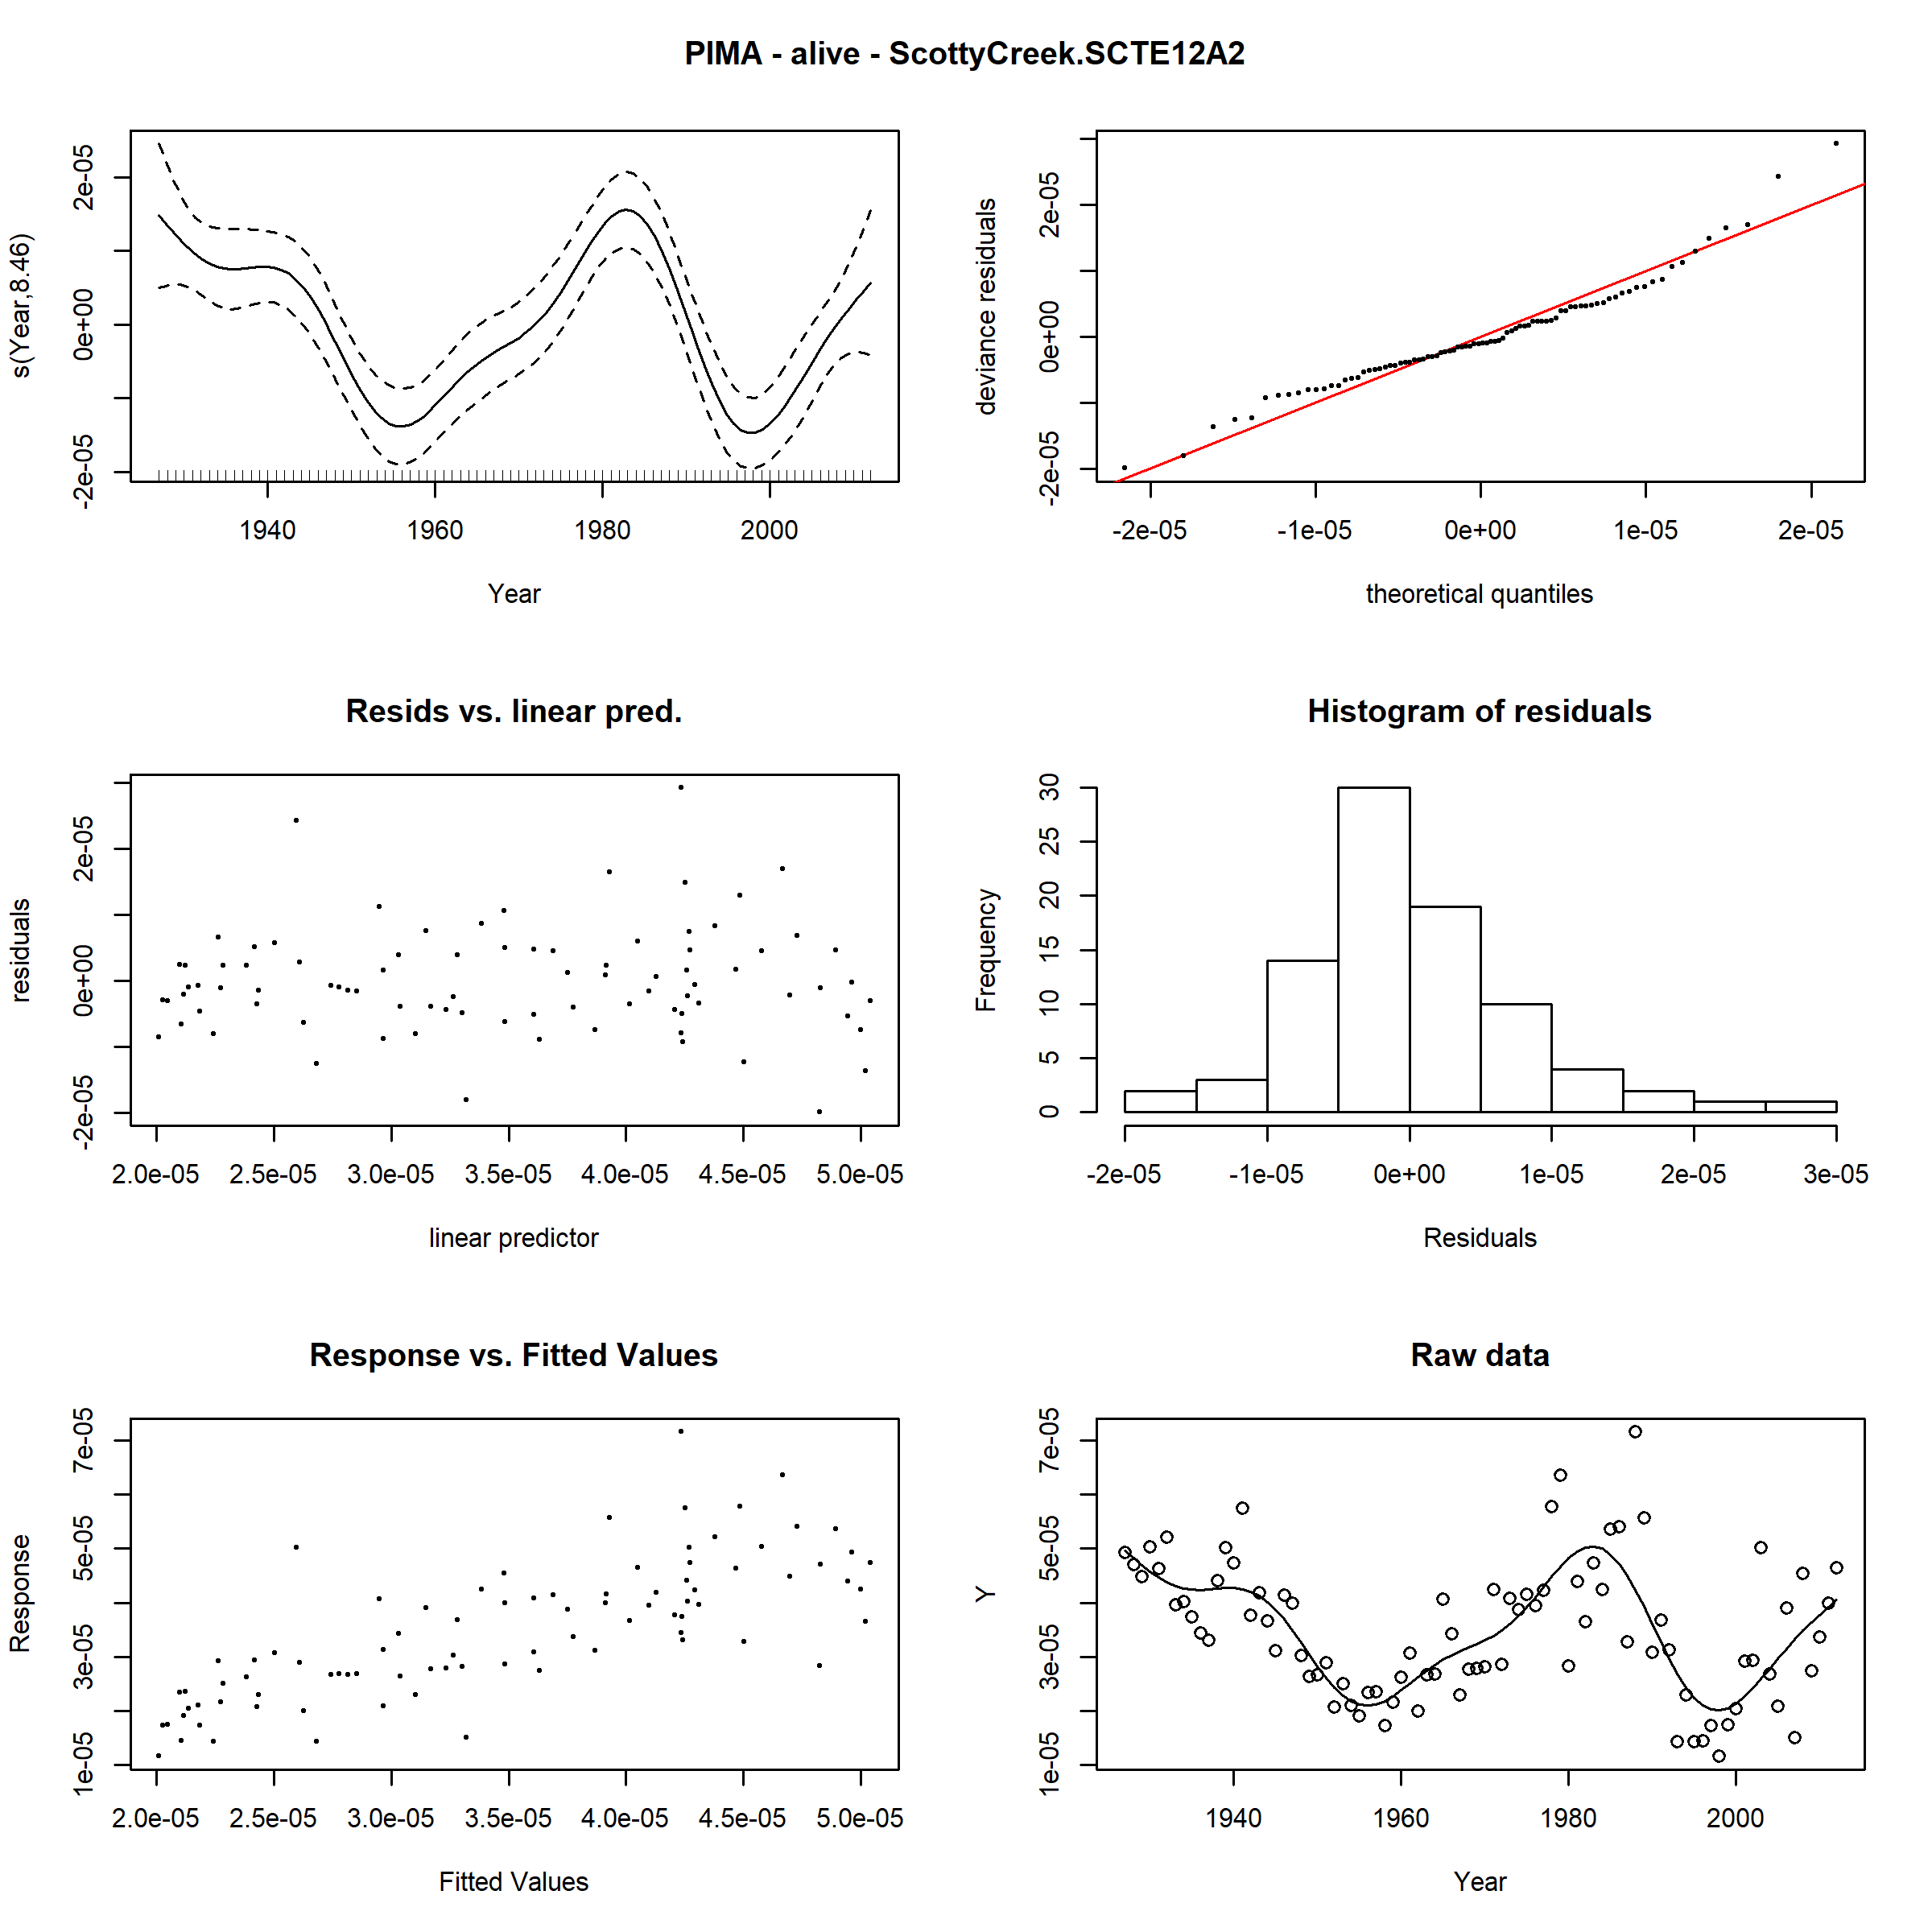 PIMA - alive - ScottyCreek.SCTE12A2
s(Year,8.46)
-2e-05 0e+00 2e-05
1940 1960 1980 2000
Year
deviance residuals
-2e-05 0e+00 2e-05
-2e-05 -1e-05 0e+00 1e-05 2e-05
theoretical quantiles
Resids vs. linear pred.
residuals
-2e-05 0e+00 2e-05
2.0e-05 2.5e-05 3.0e-05 3.5e-05 4.0e-05 4.5e-05 5.0e-05
linear predictor
Histogram of residuals
Frequency
0 5 10 15 20 25 30
-2e-05 -1e-05 0e+00 1e-05 2e-05 3e-05
Residuals
Response vs. Fitted Values
Response
1e-05 3e-05 5e-05 7e-05
2.0e-05 2.5e-05 3.0e-05 3.5e-05 4.0e-05 4.5e-05 5.0e-05
Fitted Values
Raw data
Y
1e-05 3e-05 5e-05 7e-05
1940 1960 1980 2000
Year